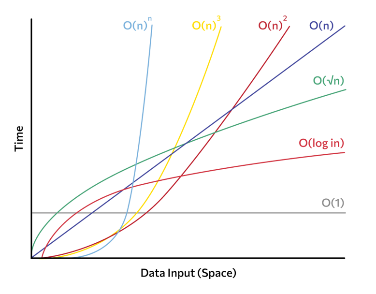 O(n)ⁿ
O(n)³
O(n)²
O(n)
O(√n)
O(log in)
O(1)
Time
Data Input (Space)